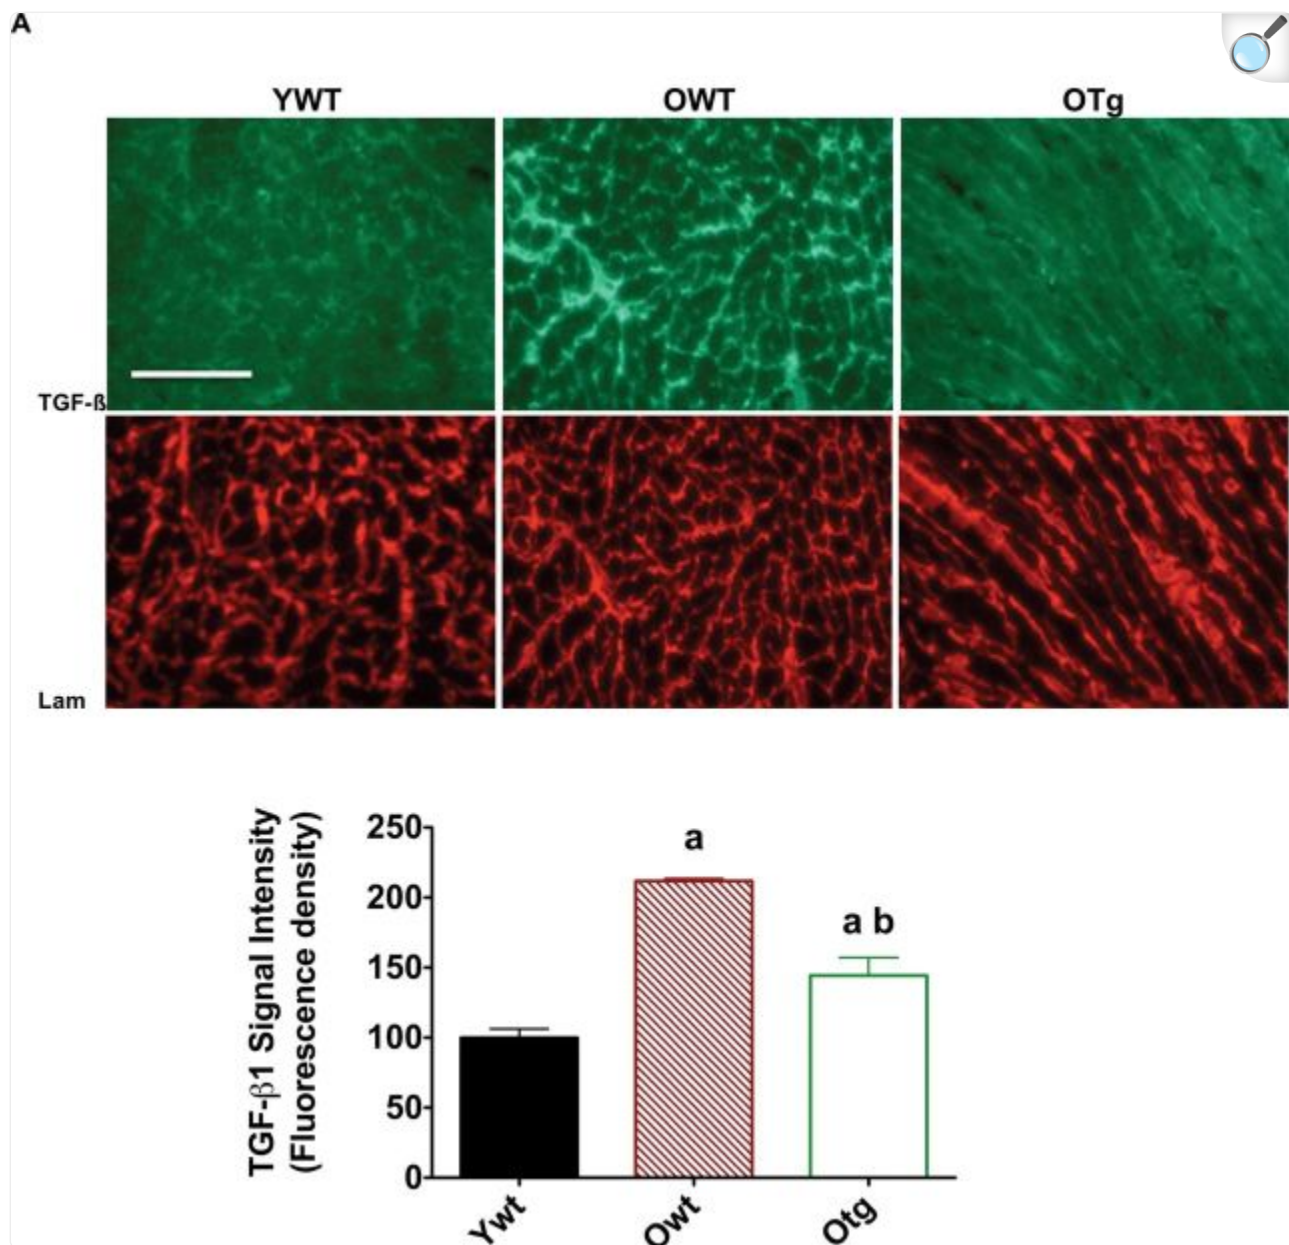 A
YWT OWT OTg
TGF-ß
Lam
TGF-β1 Signal Intensity
(Fluorescence density)
250
200
150
100
50
0
a
a b
Ywt Owt Otg